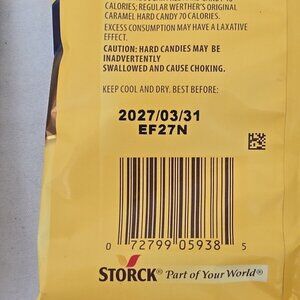 CALORIES; REGULAR WERTHER'S ORIGINAL
CARAMEL HARD CANDY 70 CALORIES.
EXCESS CONSUMPTION MAY HAVE A LAXATIVE
EFFECT.
CAUTION: HARD CANDIES MAY BE
INADVERTENTLY
SWALLOWED AND CAUSE CHOKING.
KEEP COOL AND DRY. BEST BEFORE:
2027/03/31
EF27N
0 72799 05938 5
STORCK® Part of Your World®